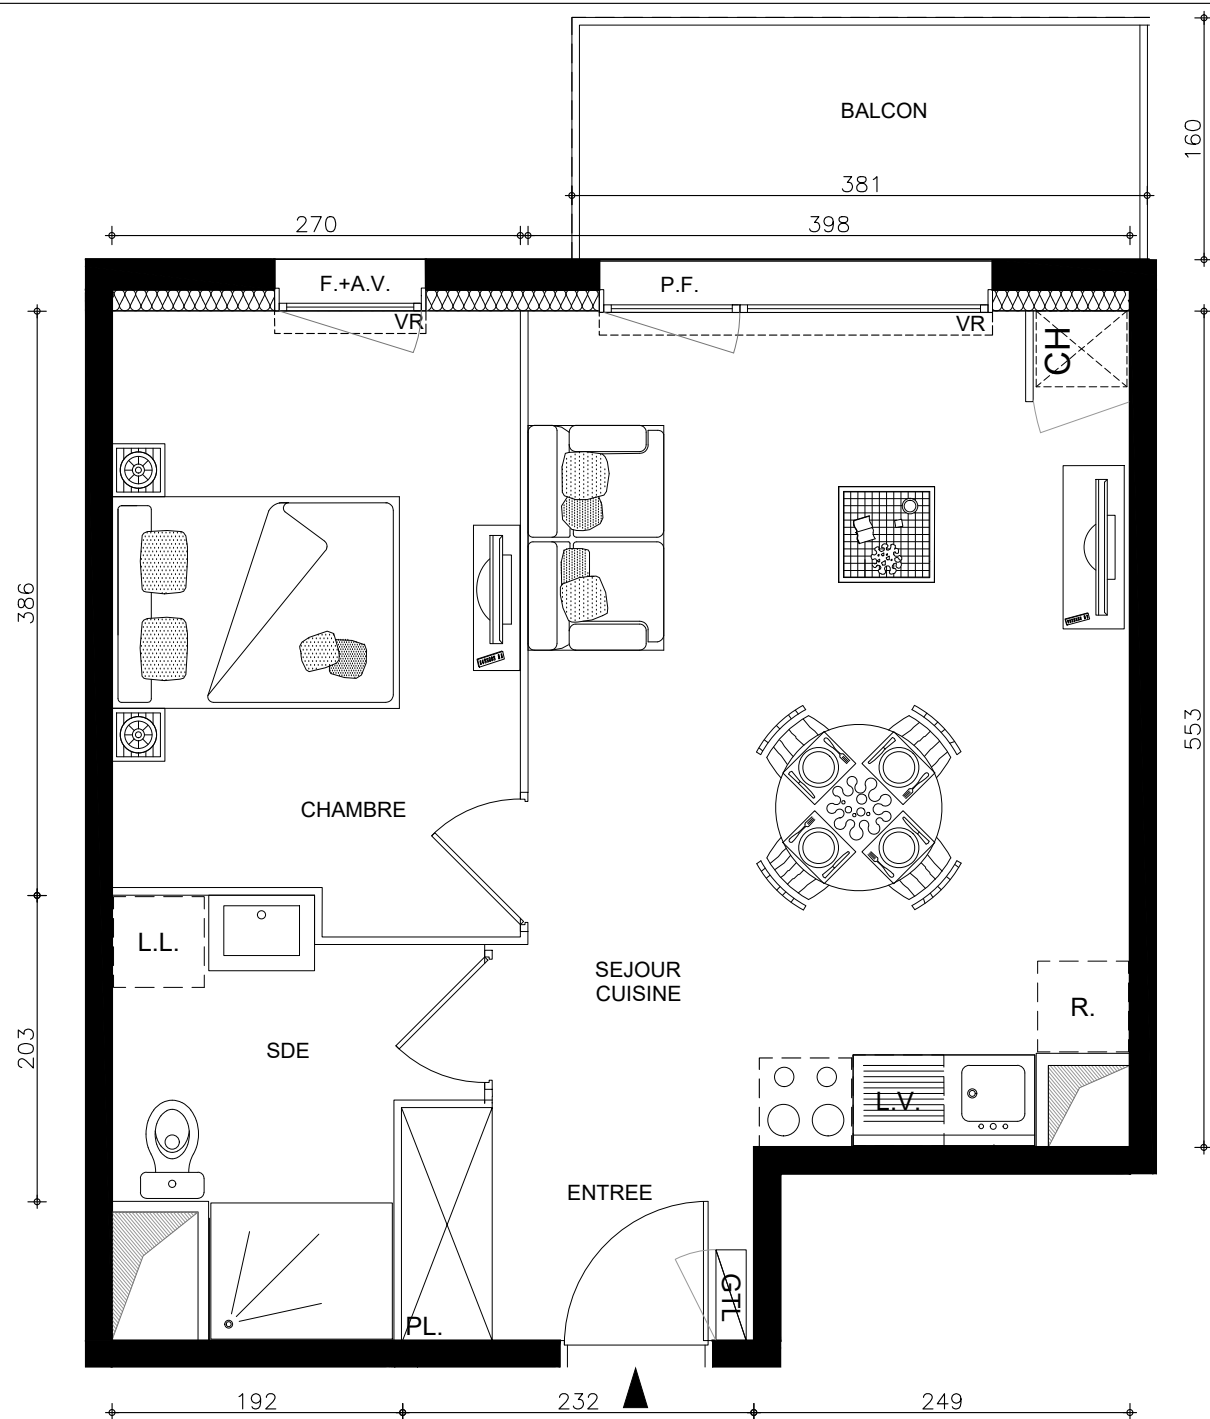 BALCON
160
381
270
398
F.+A.V.
P.F.
VR
VR
CH
386
553
CHAMBRE
L.L.
SEJOUR
CUISINE
R.
203
SDE
L.V.
ENTREE
GTL
PL.
192
232
249